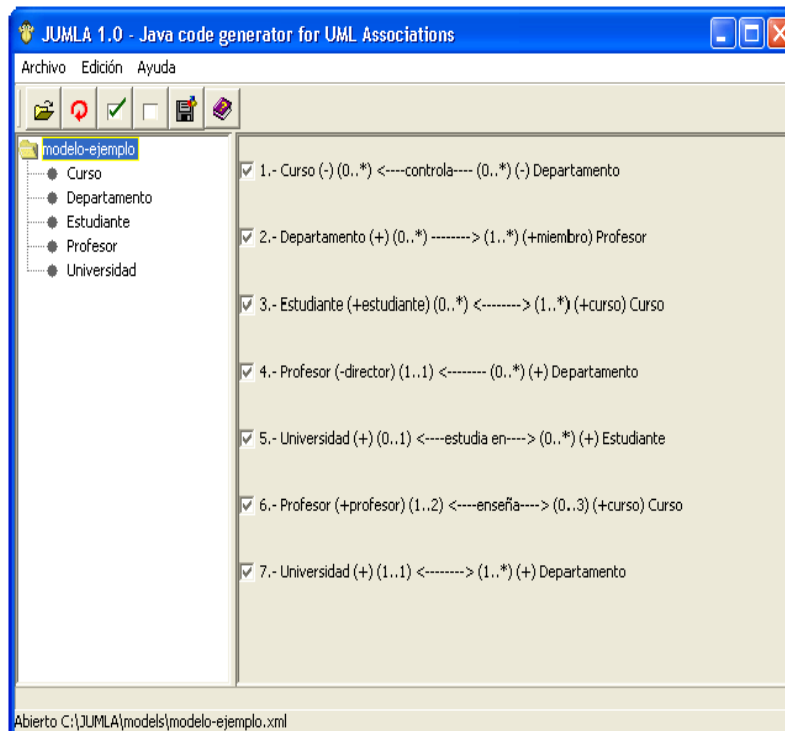 JUMLA 1.0 - Java code generator for UML Associations
Archivo Edición Ayuda
modelo-ejemplo
Curso
Departamento
Estudiante
Profesor
Universidad
1.- Curso (-) (0..*) <----controla---- (0..*) (-) Departamento
2.- Departamento (+) (0..*) --------> (1..*) (+miembro) Profesor
3.- Estudiante (+estudiante) (0..*) <--------> (1..*) (+curso) Curso
4.- Profesor (-director) (1..1) <-------- (0..*) (+) Departamento
5.- Universidad (+) (0..1) <----estudia en----> (0..*) (+) Estudiante
6.- Profesor (+profesor) (1..2) <----enseña----> (0..3) (+curso) Curso
7.- Universidad (+) (1..1) <--------> (1..*) (+) Departamento
Abierto C:\JUMLA\models\modelo-ejemplo.xml